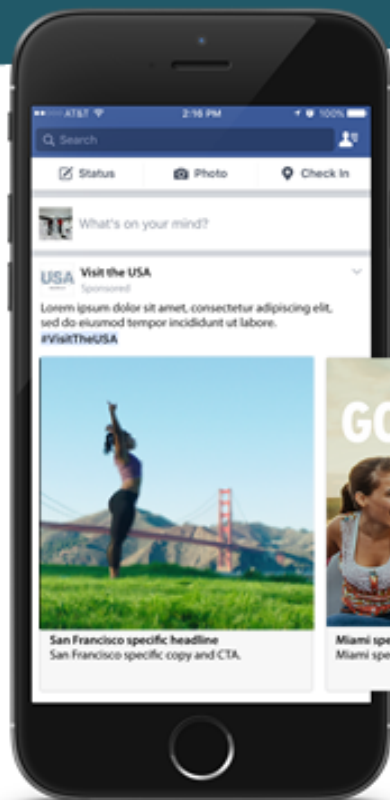 AT&T 2:16 PM 100%
Search
Status Photo Check In
What's on your mind?
USA Visit the USA
Sponsored
Lorem ipsum dolor sit amet, consectetur adipiscing elit,
sed do eiusmod tempor incididunt ut labore.
#VisitTheUSA
GO
San Francisco specific headline
San Francisco specific copy and CTA.
Miami spe
Miami spe